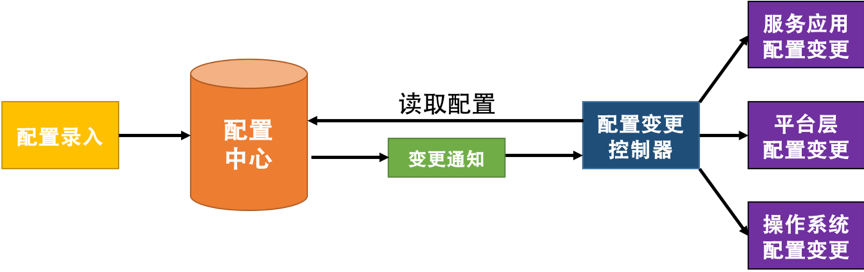 配置录入
配置
中心
读取配置
变更通知
配置变更
控制器
服务应用
配置变更
平台层
配置变更
操作系统
配置变更